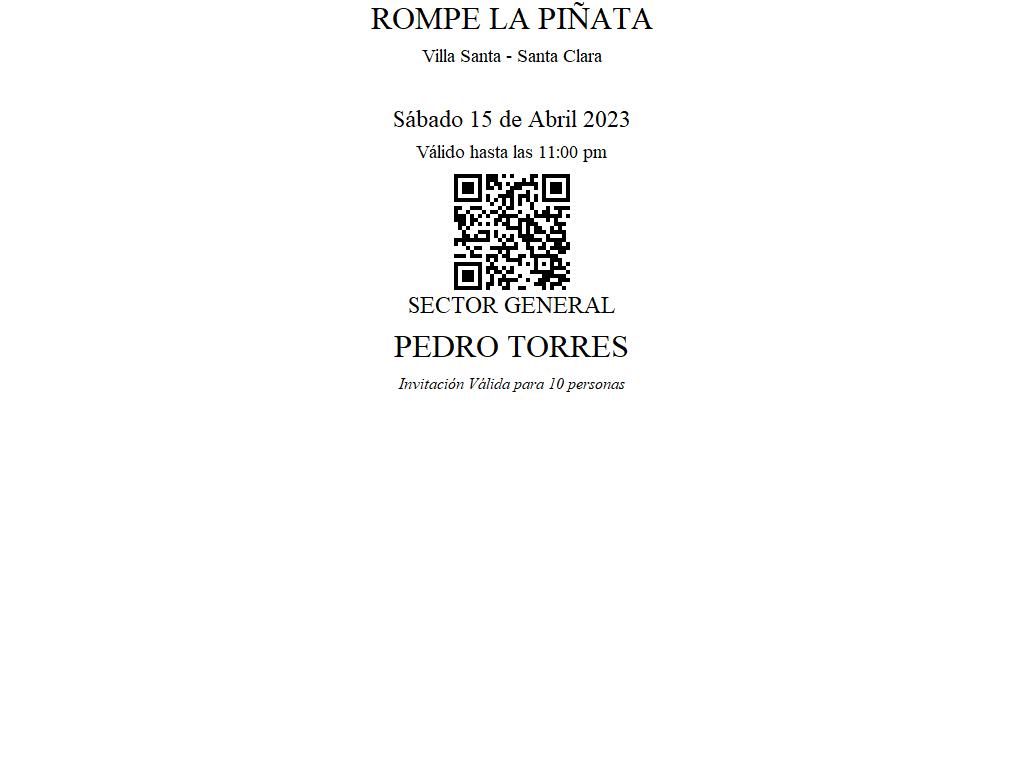 ROMPE LA PIÑATA
Villa Santa - Santa Clara
Sábado 15 de Abril 2023
Válido hasta las 11:00 pm
SECTOR GENERAL
PEDRO TORRES
Invitación Válida para 10 personas